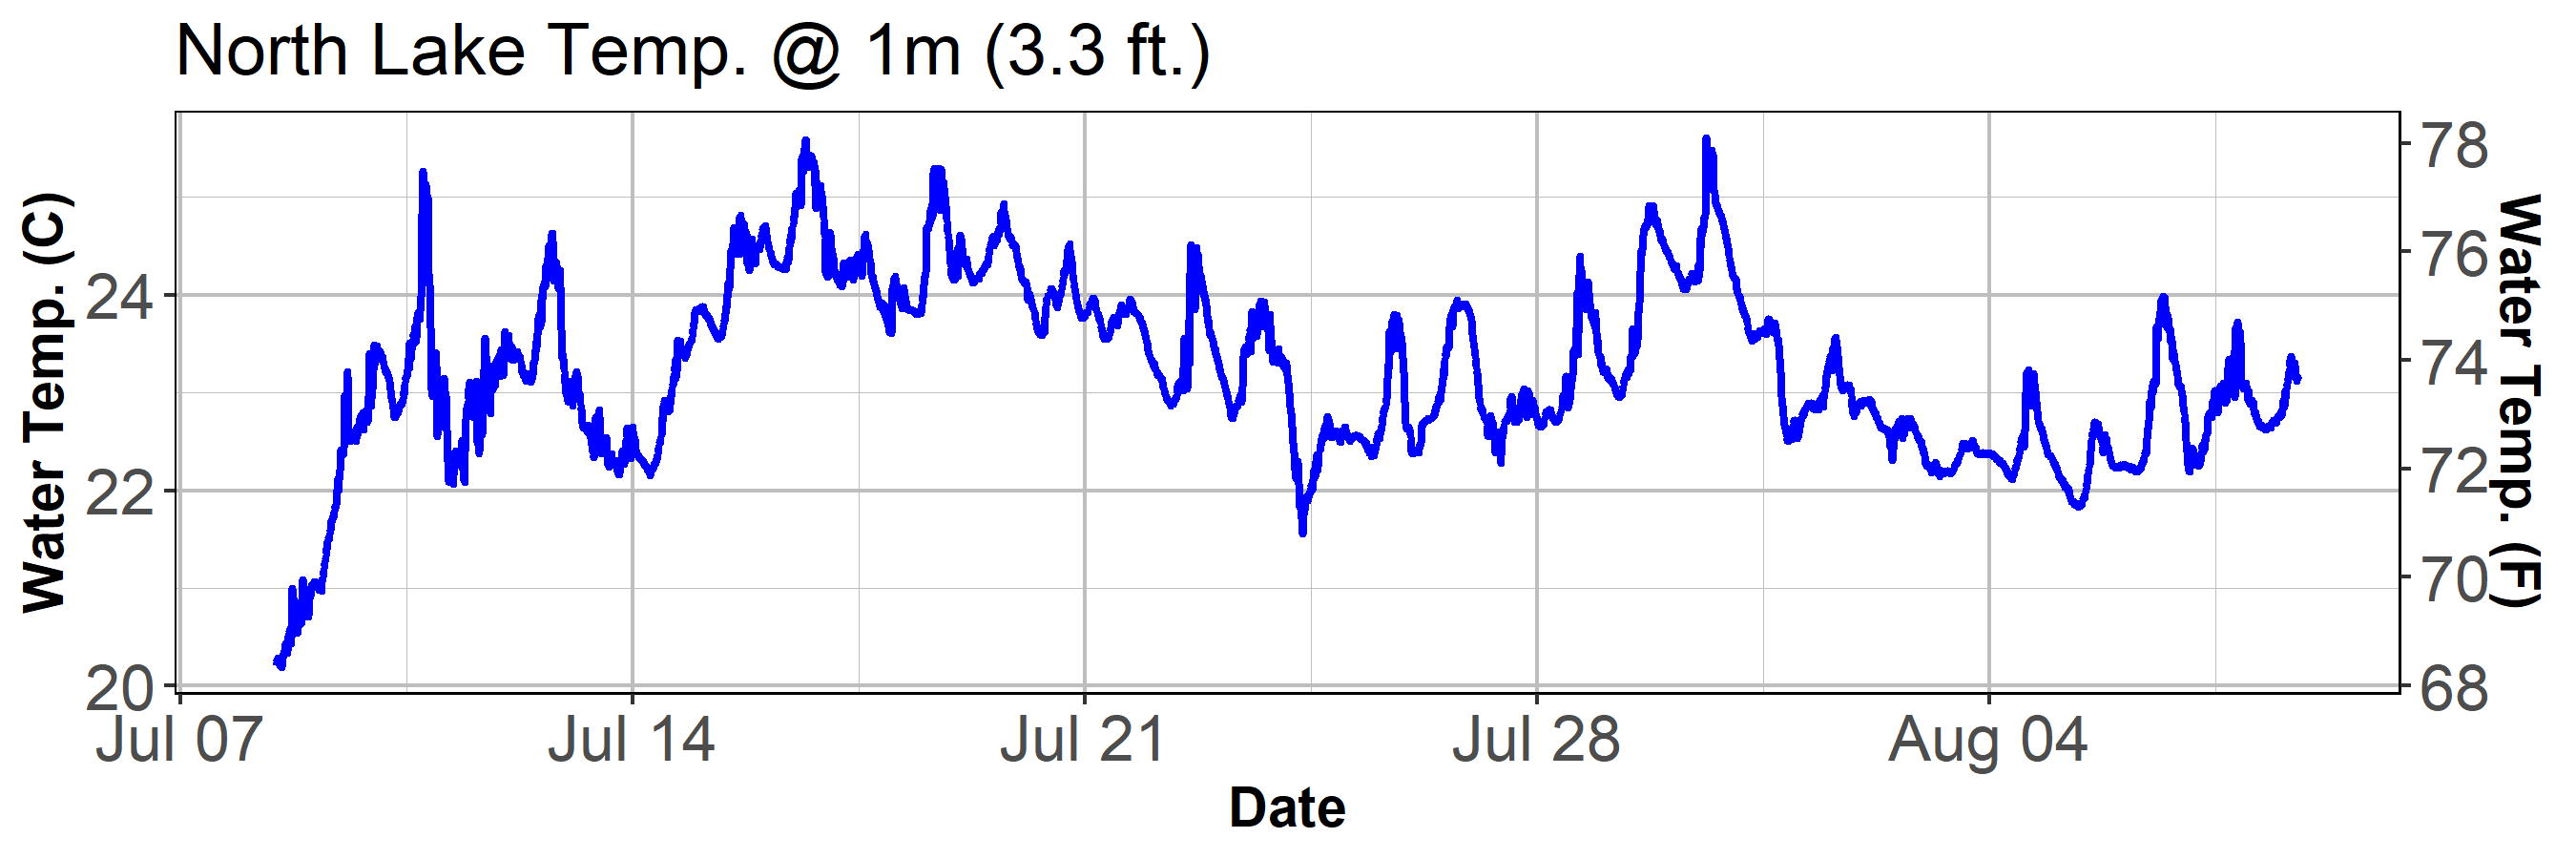 North Lake Temp. @ 1m (3.3 ft.)
Water Temp. (C)
24
22
20
78
76
74
72
70
68
Water Temp. (F)
Jul 07
Jul 14
Jul 21
Jul 28
Aug 04
Date